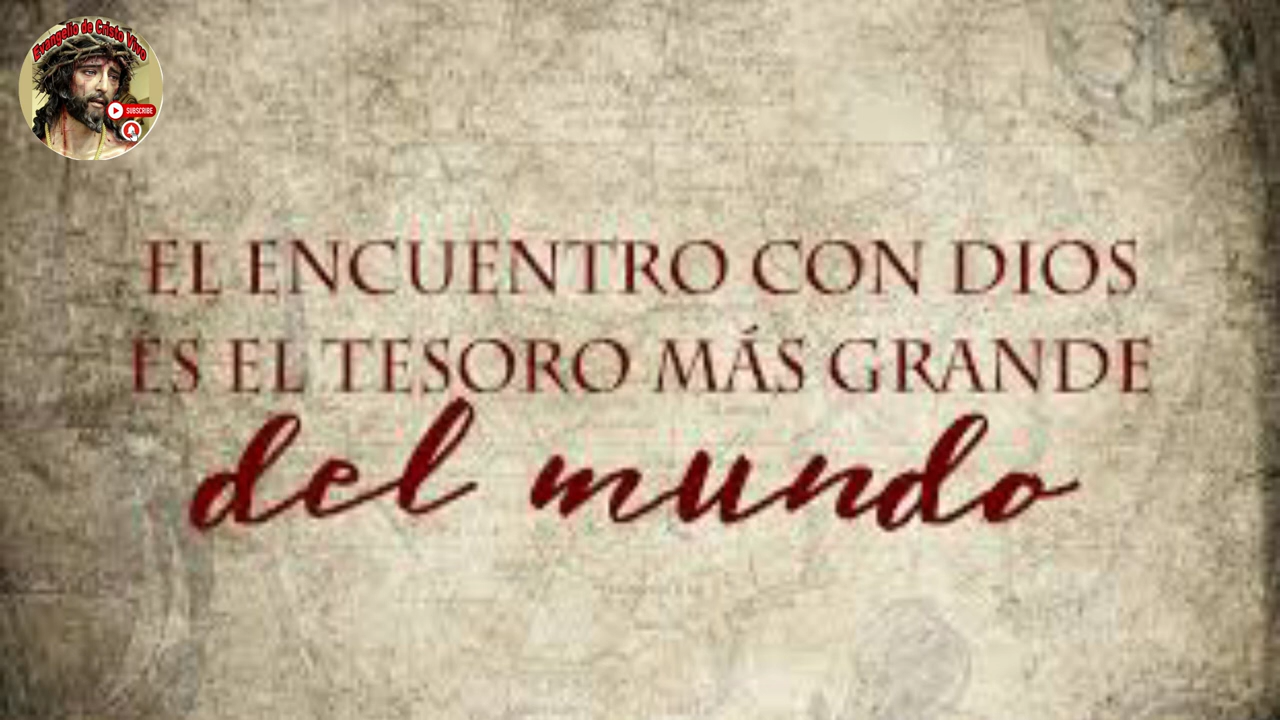 Evangelio de Cristo Vivo
SUBSCRIBE
EL ENCUENTRO CON DIOS
ES EL TESORO MÁS GRANDE
del mundo